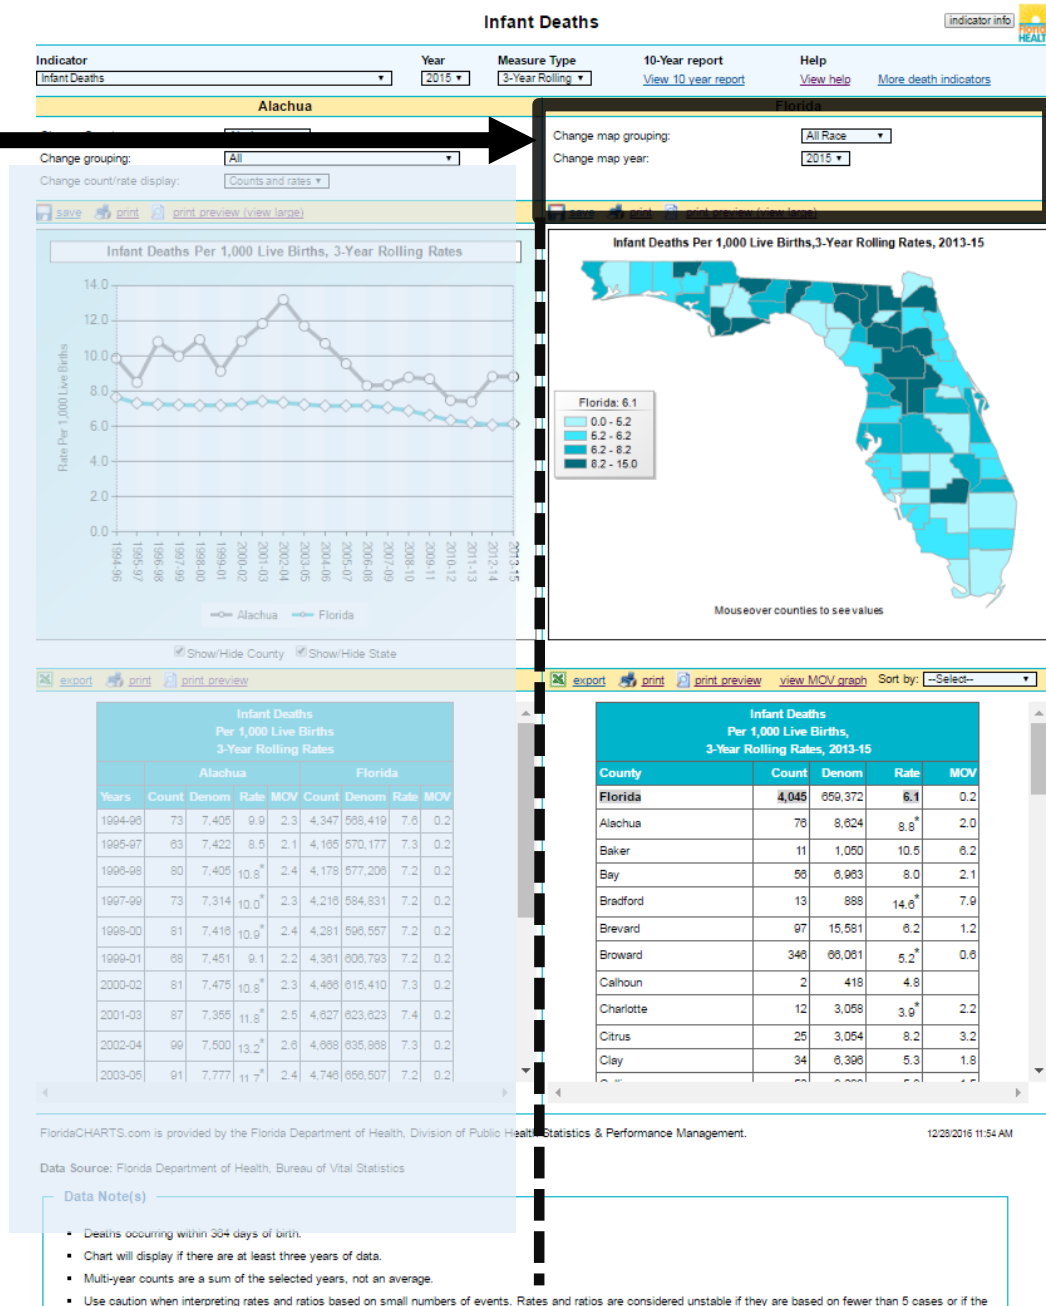 Infant Deaths
indicator info
FLORIDA
HEALTH
Indicator Year Measure Type 10-Year report Help
Infant Deaths 2015 3-Year Rolling View 10 year report View help More death indicators
Alachua Florida
Change map grouping: All Race
Change grouping: All Change map year: 2015
Change count/rate display: Counts and rates
save print print preview (view large) save print print preview (view large)
Infant Deaths Per 1,000 Live Births, 3-Year Rolling Rates
14.0
12.0
10.0
8.0
6.0
4.0
2.0
0.0
Rate Per 1,000 Live Births
1994-96 1995-97 1996-98 1997-99 1998-00 1999-01 2000-02 2001-03 2002-04 2003-05 2004-06 2005-07 2006-08 2007-09 2008-10 2009-11 2010-12 2011-13 2012-14 2013-15
Alachua Florida
Show/Hide County Show/Hide State
Infant Deaths Per 1,000 Live Births,3-Year Rolling Rates, 2013-15
Florida: 6.1
0.0 - 5.2
5.2 - 6.2
6.2 - 8.2
8.2 - 15.0
Mouseover counties to see values
export print print preview
Infant Deaths
Per 1,000 Live Births
3-Year Rolling Rates
Alachua Florida
Years Count Denom Rate MOV Count Denom Rate MOV
1994-96 73 7,405 9.9 2.3 4,347 568,419 7.6 0.2
1995-97 63 7,422 8.5 2.1 4,165 570,177 7.3 0.2
1996-98 80 7,405 10.8* 2.4 4,178 577,206 7.2 0.2
1997-99 73 7,314 10.0* 2.3 4,216 584,831 7.2 0.2
1998-00 81 7,416 10.9* 2.4 4,281 596,557 7.2 0.2
1999-01 68 7,451 9.1 2.2 4,361 606,793 7.2 0.2
2000-02 81 7,475 10.8* 2.3 4,466 615,410 7.3 0.2
2001-03 87 7,355 11.8* 2.5 4,627 623,623 7.4 0.2
2002-04 99 7,500 13.2* 2.6 4,668 635,868 7.3 0.2
2003-05 91 7,777 11.7* 2.4 4,746 656,507 7.2 0.2
export print print preview view MOV graph Sort by: --Select--
Infant Deaths
Per 1,000 Live Births,
3-Year Rolling Rates, 2013-15
County Count Denom Rate MOV
Florida 4,045 659,372 6.1 0.2
Alachua 76 8,624 8.8* 2.0
Baker 11 1,050 10.5 6.2
Bay 56 6,963 8.0 2.1
Bradford 13 888 14.6* 7.9
Brevard 97 15,581 6.2 1.2
Broward 346 66,061 5.2* 0.6
Calhoun 2 418 4.8
Charlotte 12 3,058 3.9* 2.2
Citrus 25 3,054 8.2 3.2
Clay 34 6,396 5.3 1.8
FloridaCHARTS.com is provided by the Florida Department of Health, Division of Public Health Statistics & Performance Management. 12/28/2016 11:54 AM
Data Source: Florida Department of Health, Bureau of Vital Statistics
Data Note(s)
▪ Deaths occurring within 364 days of birth.
▪ Chart will display if there are at least three years of data.
▪ Multi-year counts are a sum of the selected years, not an average.
▪ Use caution when interpreting rates and ratios based on small numbers of events. Rates and ratios are considered unstable if they are based on fewer than 5 cases or if the